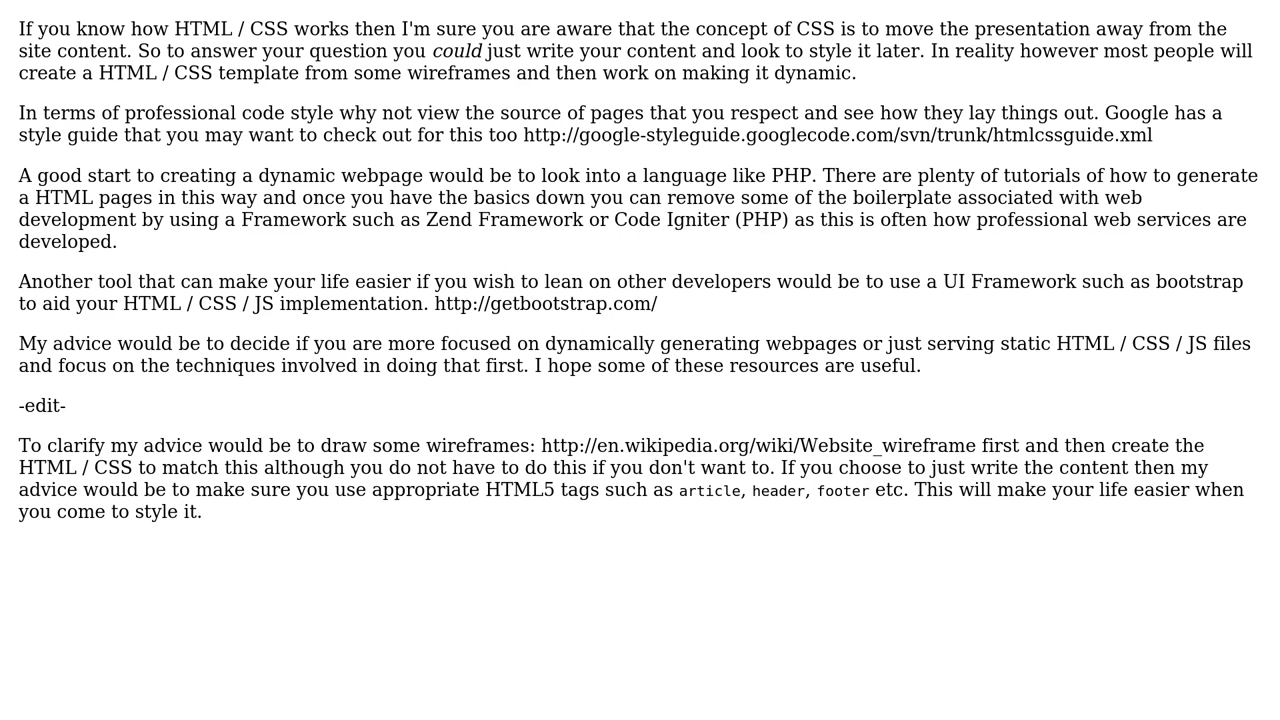 If you know how HTML / CSS works then I'm sure you are aware that the concept of CSS is to move the presentation away from the
site content. So to answer your question you could just write your content and look to style it later. In reality however most people will
create a HTML / CSS template from some wireframes and then work on making it dynamic.
In terms of professional code style why not view the source of pages that you respect and see how they lay things out. Google has a
style guide that you may want to check out for this too http://google-styleguide.googlecode.com/svn/trunk/htmlcssguide.xml
A good start to creating a dynamic webpage would be to look into a language like PHP. There are plenty of tutorials of how to generate
a HTML pages in this way and once you have the basics down you can remove some of the boilerplate associated with web
development by using a Framework such as Zend Framework or Code Igniter (PHP) as this is often how professional web services are
developed.
Another tool that can make your life easier if you wish to lean on other developers would be to use a UI Framework such as bootstrap
to aid your HTML / CSS / JS implementation. http://getbootstrap.com/
My advice would be to decide if you are more focused on dynamically generating webpages or just serving static HTML / CSS / JS files
and focus on the techniques involved in doing that first. I hope some of these resources are useful.
-edit-
To clarify my advice would be to draw some wireframes: http://en.wikipedia.org/wiki/Website_wireframe first and then create the
HTML / CSS to match this although you do not have to do this if you don't want to. If you choose to just write the content then my
advice would be to make sure you use appropriate HTML5 tags such as article, header, footer etc. This will make your life easier when
you come to style it.